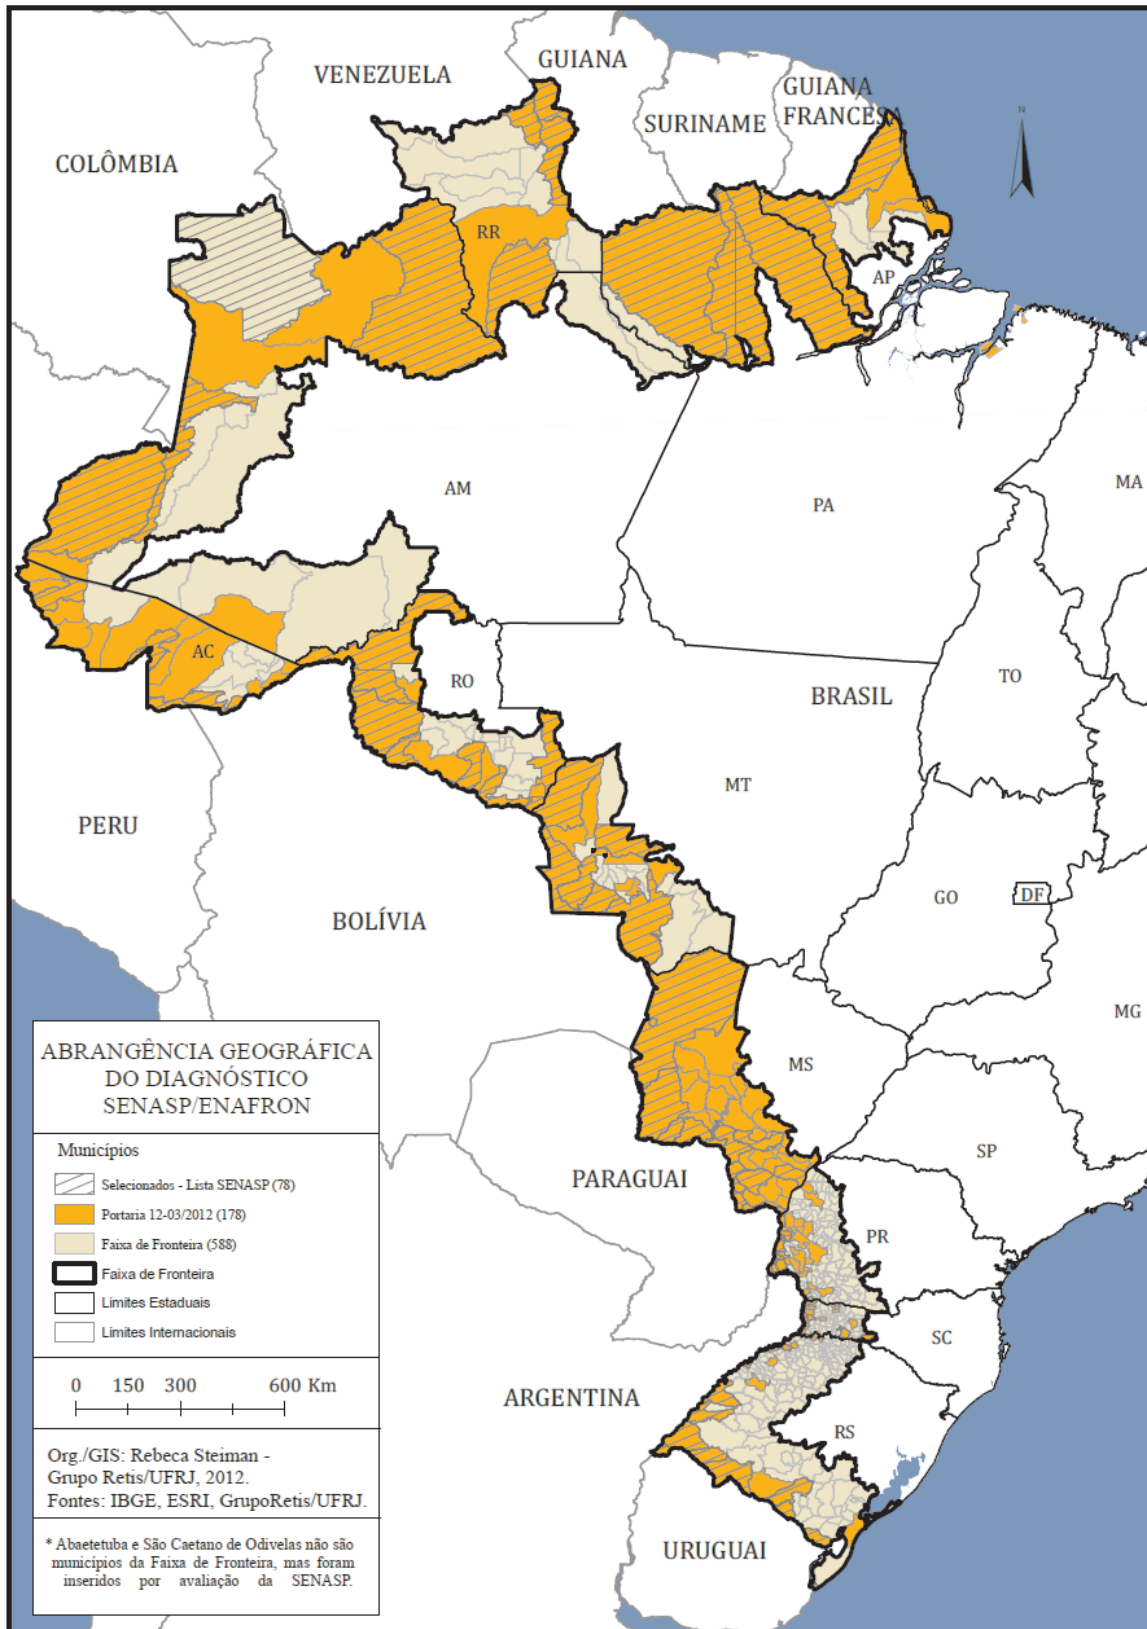 VENEZUELA
GUIANA
SURINAME
GUIANA
FRANCESA
N
COLÔMBIA
RR
AP
AM
PA
MA
AC
RO
TO
BRASIL
MT
PERU
BOLÍVIA
GO
DF
MG
MS
SP
PARAGUAI
PR
SC
ARGENTINA
RS
URUGUAI
ABRANGÊNCIA GEOGRÁFICA
DO DIAGNÓSTICO
SENASP/ENAFRON
Municípios
Selecionados - Lista SENASP (78)
Portaria 12-03/2012 (178)
Faixa de Fronteira (588)
Faixa de Fronteira
Limites Estaduais
Limites Internacionais
0 150 300 600 Km
Org./GIS: Rebeca Steiman -
Grupo Retis/UFRJ, 2012.
Fontes: IBGE, ESRI, GrupoRetis/UFRJ.
* Abaetetuba e São Caetano de Odivelas não são
municípios da Faixa de Fronteira, mas foram
inseridos por avaliação da SENASP.